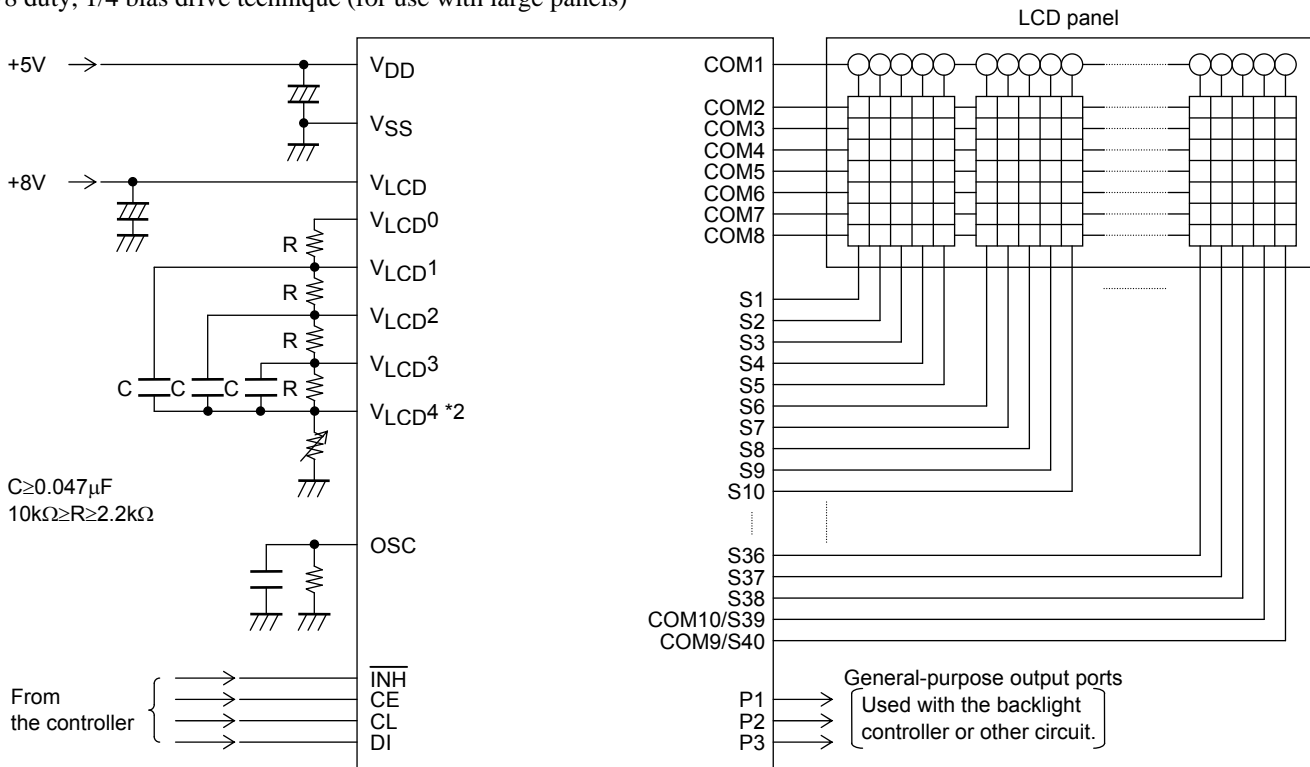 8 duty, 1/4 bias drive technique (for use with large panels)
LCD panel
+5V
VDD
VSS
+8V
VLCD
VLCD0
R
VLCD1
R
VLCD2
R
VLCD3
C
C
C
R
VLCD4 *2
C≥0.047μF
10kΩ≥R≥2.2kΩ
OSC
From
the controller
INH
CE
CL
DI
COM1
COM2
COM3
COM4
COM5
COM6
COM7
COM8
S1
S2
S3
S4
S5
S6
S7
S8
S9
S10
S36
S37
S38
COM10/S39
COM9/S40
P1
P2
P3
General-purpose output ports
Used with the backlight
controller or other circuit.